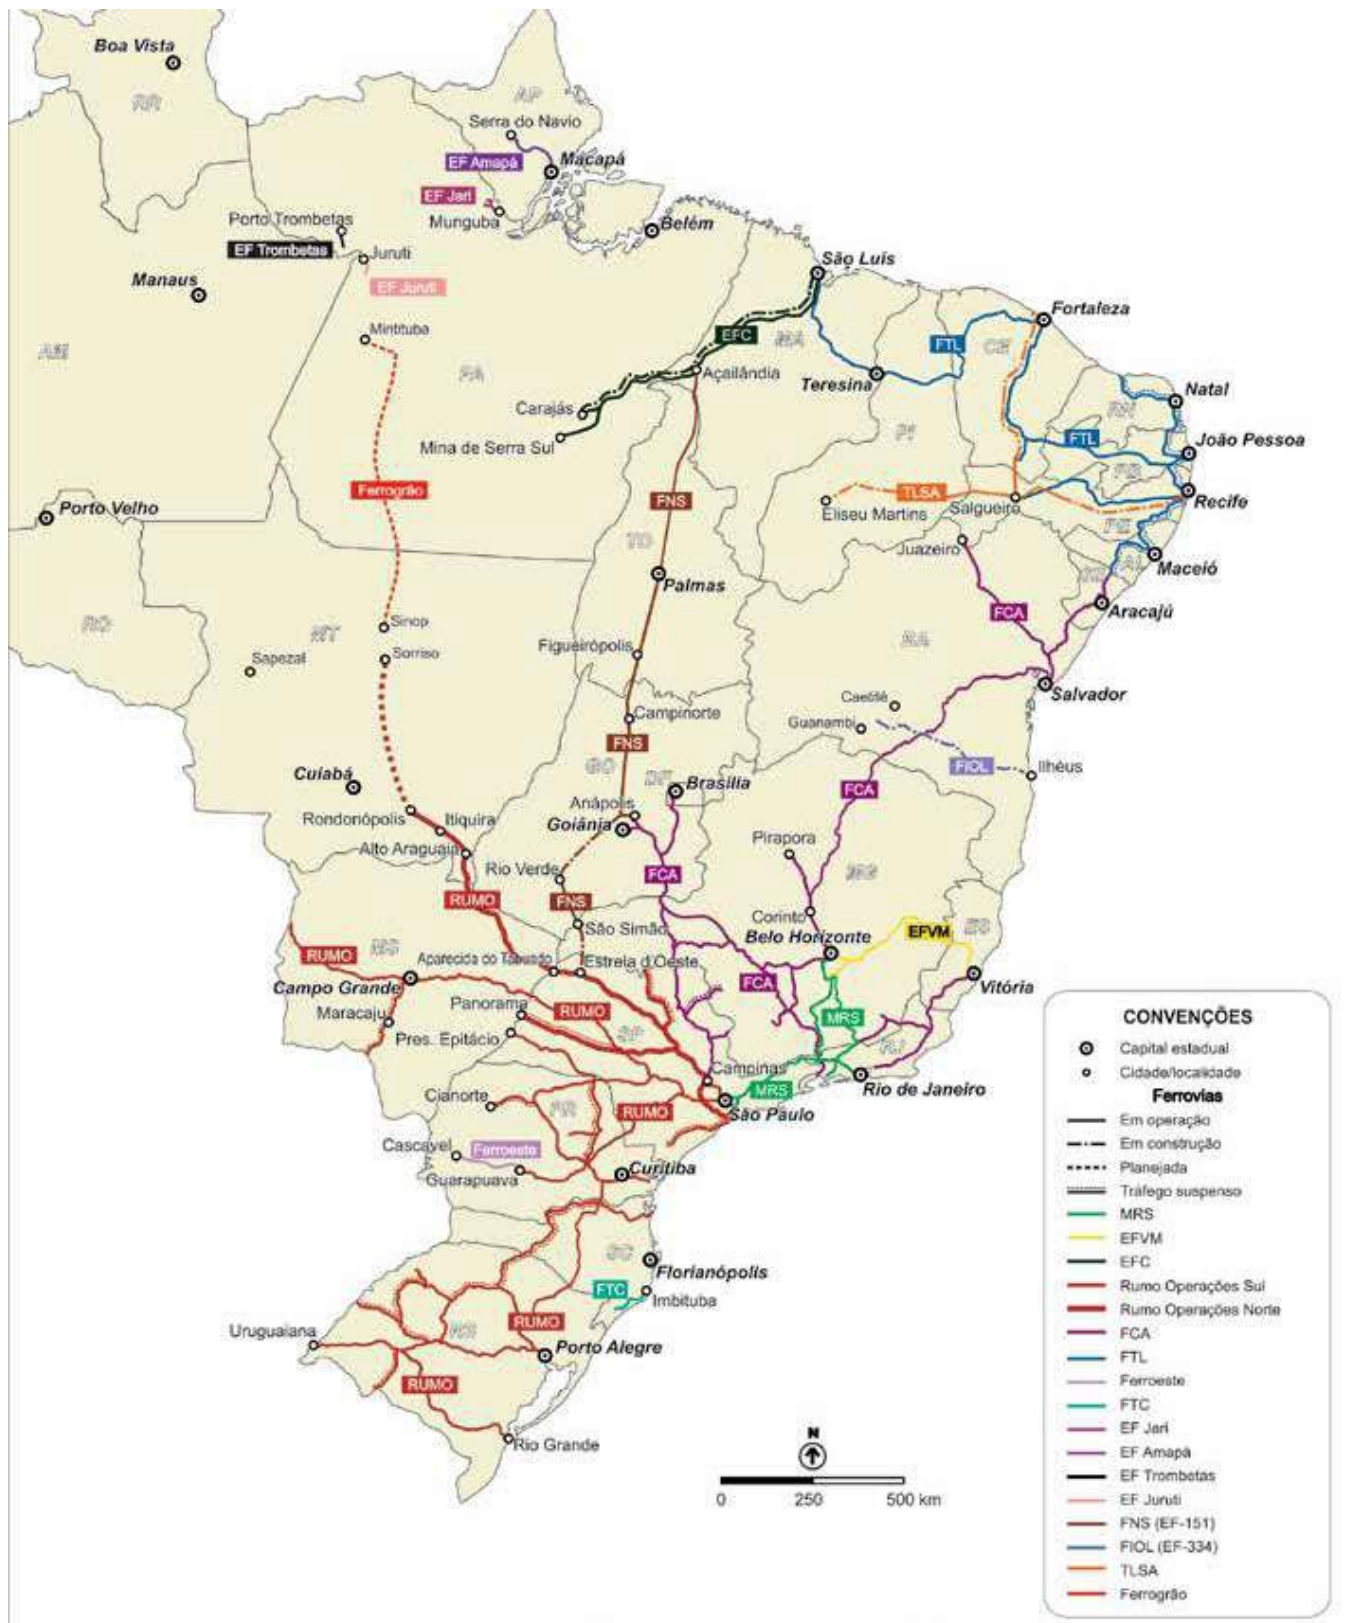 Boa Vista
RR
AP
Serra do Navio
EF Amapá
Macapá
EF Jari
Munguba
Porto Trombetas
EF Trombetas
Juruti
EF Juruti
Belém
Manaus
São Luís
Fortaleza
Mintituba
AM
PA
EFC
MA
FTL
CE
Açailândia
Teresina
Natal
RN
Carajás
Mina de Serra Sul
PI
FTL
João Pessoa
PB
Ferrogrão
FNS
TLSA
Eliseu Martins
Salgueiro
Recife
PE
Porto Velho
TO
Juazeiro
AL
Maceió
SE
Palmas
FCA
Aracajú
RO
MT
Sinop
Sorriso
Sapezal
Figueirópolis
BA
Salvador
Caetité
Guanambi
Campinorte
FNS
FIOL
Ilhéus
GO
DF
Brasília
Cuiabá
FCA
Anápolis
Goiânia
Rondonópolis
Itiquira
Alto Araguaia
Pirapora
Rio Verde
FCA
MG
RUMO
FNS
Corinto
São Simão
Belo Horizonte
EFVM
ES
MS
RUMO
Aparecida do Taboado
Estrela d'Oeste
Campo Grande
FCA
Vitória
Maracaju
Panorama
RUMO
SP
Pres. Epitácio
MRS
RJ
Campinas
MRS
Rio de Janeiro
Cianorte
PR
RUMO
São Paulo
Cascavel
Ferroeste
Guarapuava
Curitiba
SC
Florianópolis
FTC
Imbituba
Uruguaiana
RS
RUMO
Porto Alegre
RUMO
Rio Grande
N
0 250 500 km
CONVENÇÕES
Capital estadual
Cidade/localidade
Ferrovias
Em operação
Em construção
Planejada
Tráfego suspenso
MRS
EFVM
EFC
Rumo Operações Sul
Rumo Operações Norte
FCA
FTL
Ferroeste
FTC
EF Jari
EF Amapá
EF Trombetas
EF Juruti
FNS (EF-151)
FIOL (EF-334)
TLSA
Ferrogrão